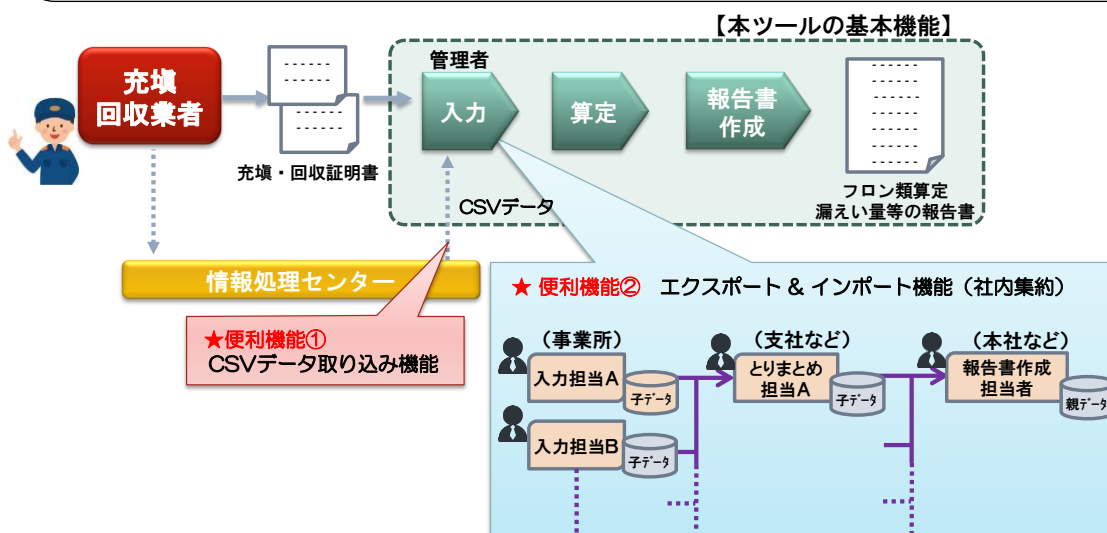 【本ツールの基本機能】
管理者
充塡
回収業者
入力
算定
報告書
作成
充塡・回収証明書
フロン類算定
漏えい量等の報告書
CSVデータ
情報処理センター
★便利機能①
CSVデータ取り込み機能
★ 便利機能② エクスポート & インポート機能（社内集約）
（事業所）
（支社など）
（本社など）
入力担当A
子データ
とりまとめ
担当A
子データ
報告書作成
担当者
親データ
入力担当B
子データ